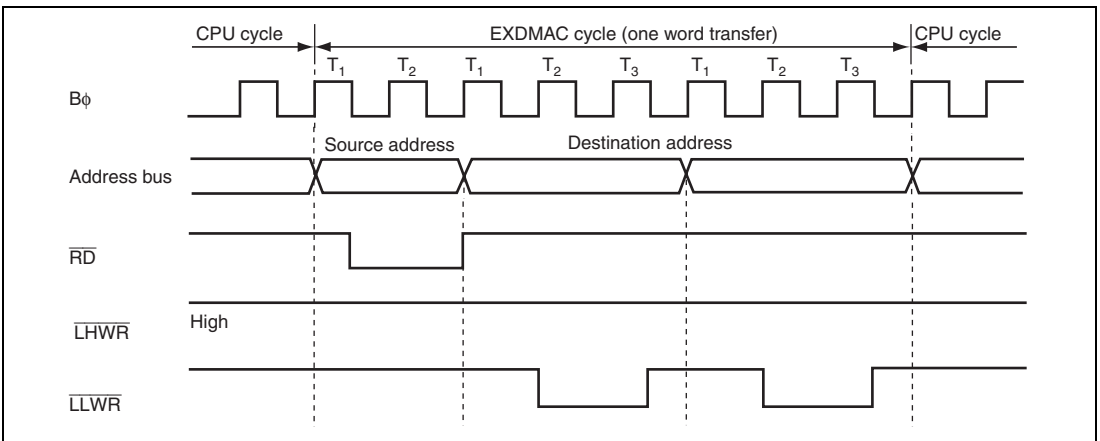 CPU cycle EXDMAC cycle (one word transfer) CPU cycle
T1 T2 T1 T2 T3 T1 T2 T3
Bϕ
Source address Destination address
Address bus
RD
High
LHWR
LLWR